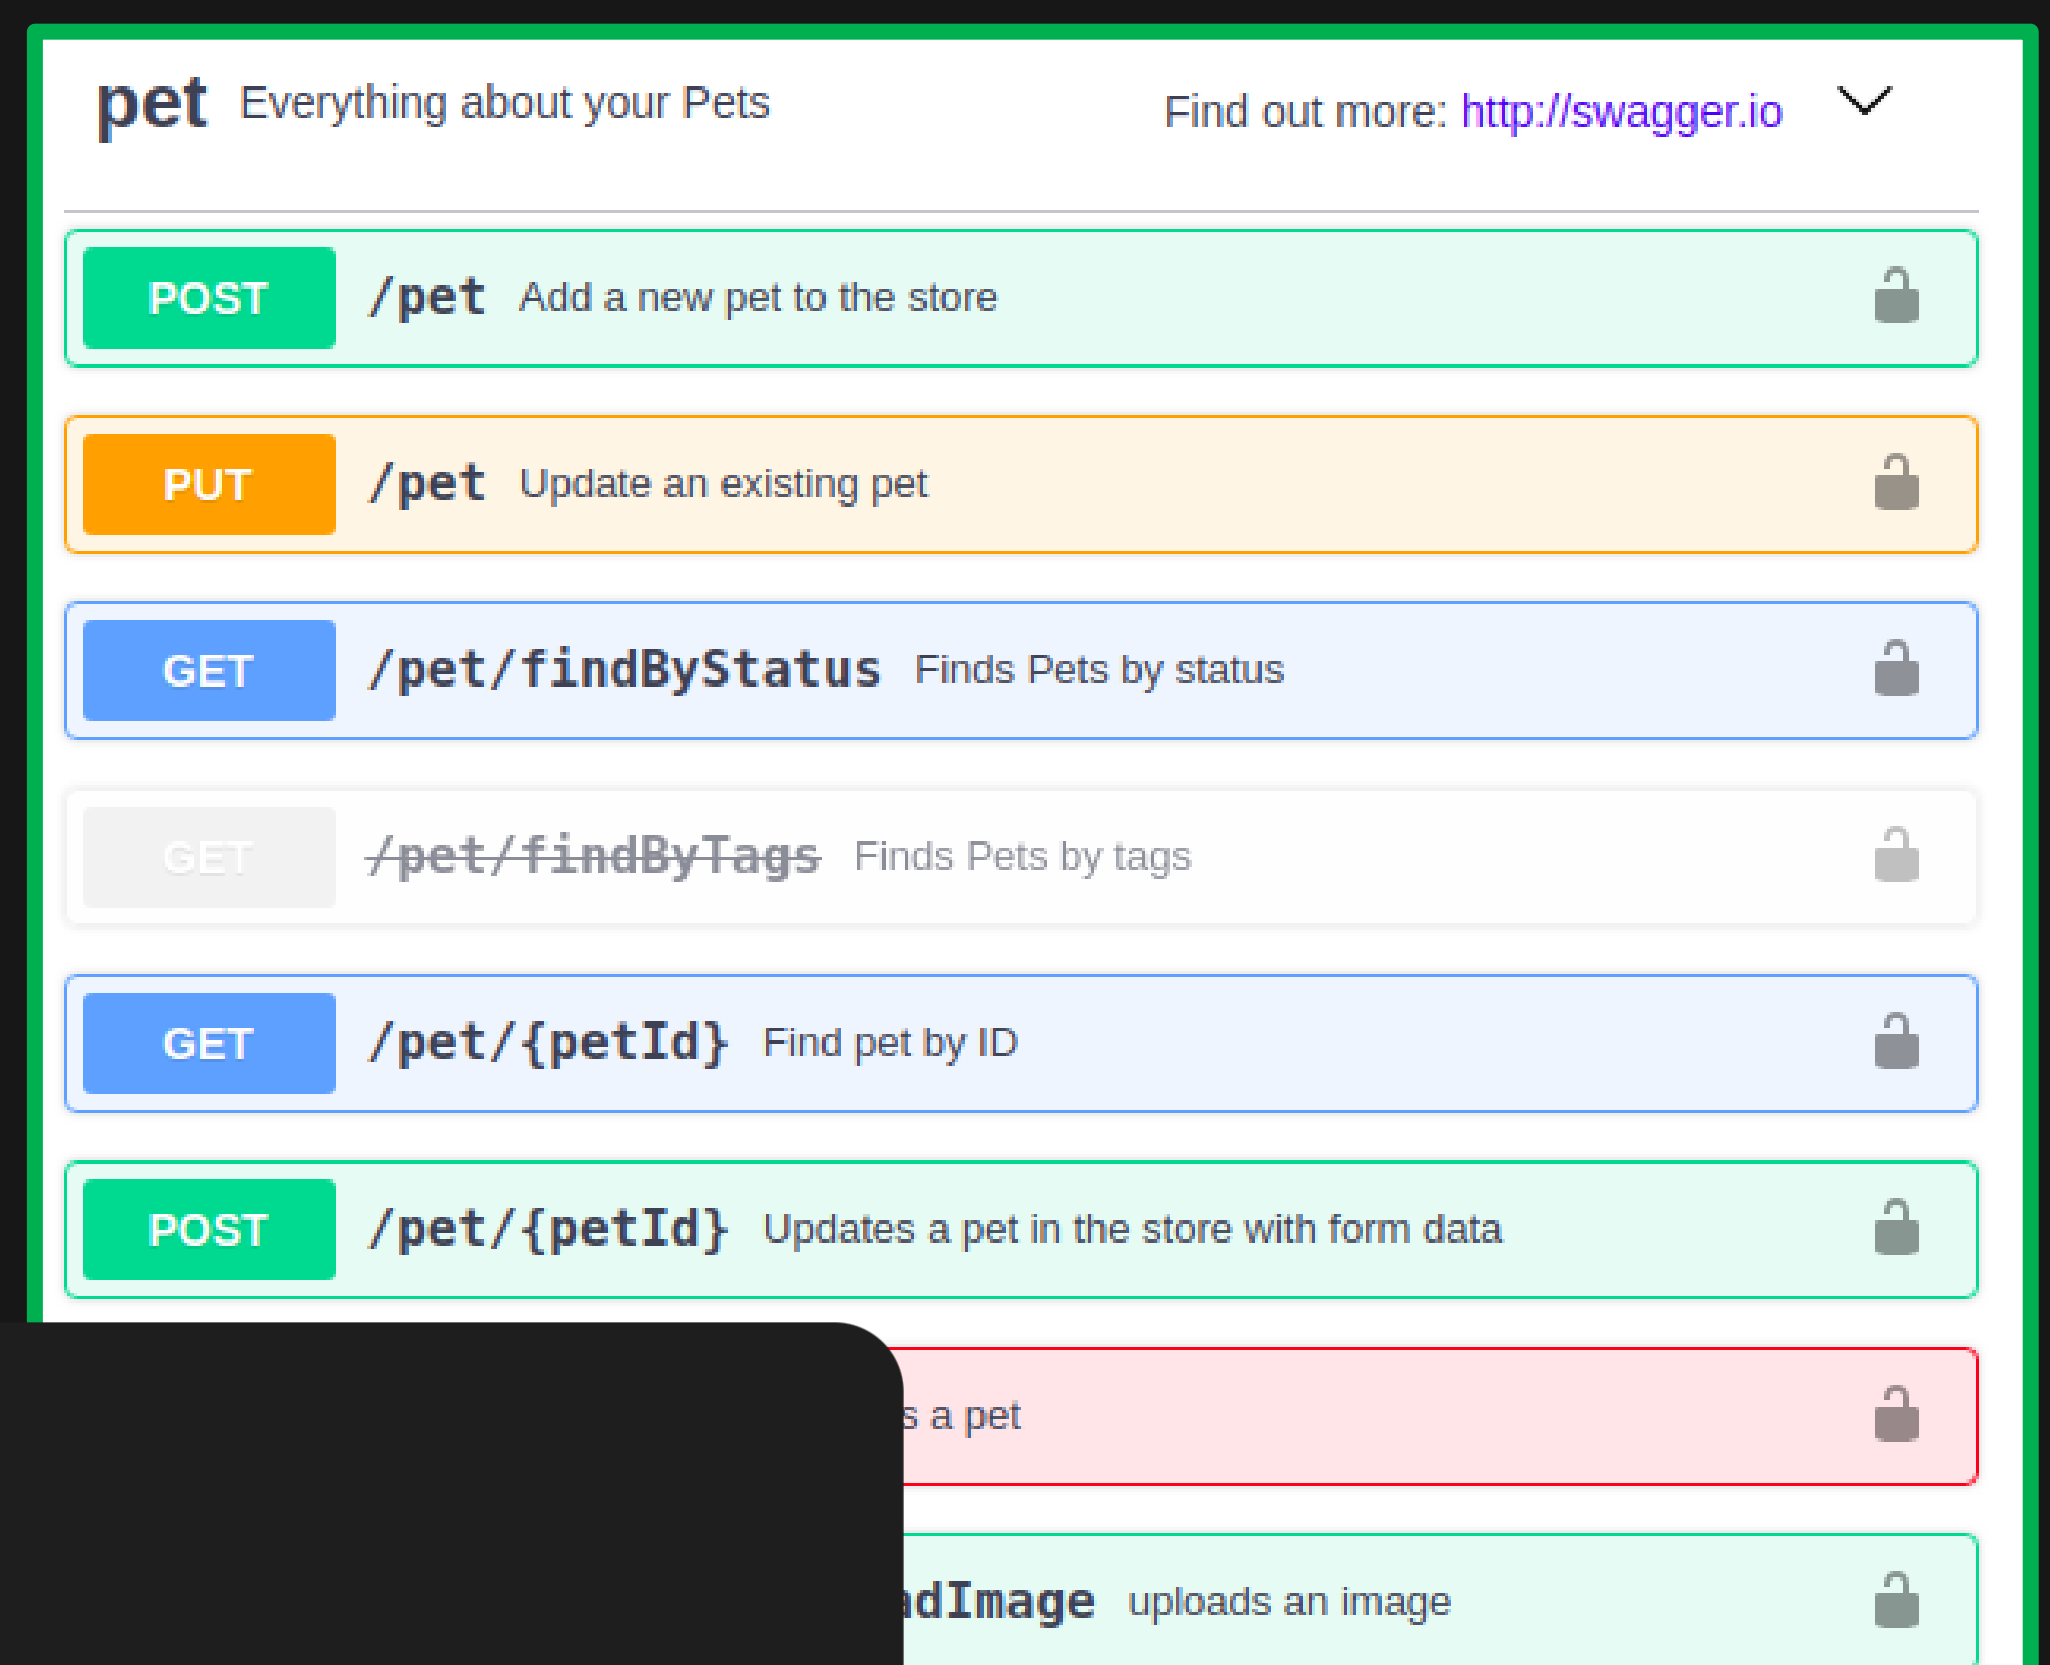 pet Everything about your Pets Find out more: http://swagger.io
POST /pet Add a new pet to the store
PUT /pet Update an existing pet
GET /pet/findByStatus Finds Pets by status
GET /pet/findByTags Finds Pets by tags
GET /pet/{petId} Find pet by ID
POST /pet/{petId} Updates a pet in the store with form data
a pet
uploads an image